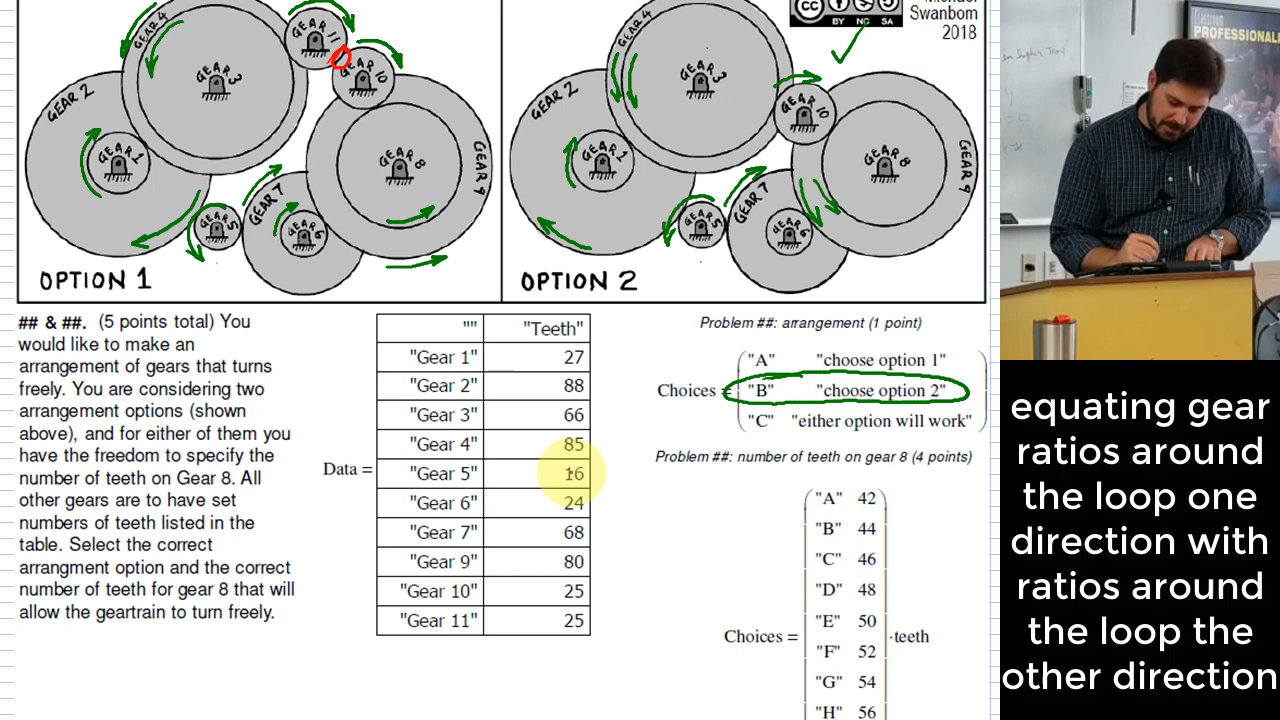 GEAR 4
GEAR 3
GEAR 11
GEAR 10
GEAR 2
GEAR 1
GEAR 5
GEAR 7
GEAR 6
GEAR 8
GEAR 9
OPTION 1
GEAR 4
GEAR 3
GEAR 2
GEAR 1
GEAR 10
GEAR 5
GEAR 7
GEAR 6
GEAR 8
GEAR 9
OPTION 2
CC
BY NC SA
Swanbom
2018
PROFESSIONAL
## & ##. (5 points total) You
would like to make an
arrangement of gears that turns
freely. You are considering two
arrangement options (shown
above), and for either of them you
have the freedom to specify the
number of teeth on Gear 8. All
other gears are to have set
numbers of teeth listed in the
table. Select the correct
arrangment option and the correct
number of teeth for gear 8 that will
allow the geartrain to turn freely.
Data =
"" "Teeth"
"Gear 1" 27
"Gear 2" 88
"Gear 3" 66
"Gear 4" 85
"Gear 5" 16
"Gear 6" 24
"Gear 7" 68
"Gear 9" 80
"Gear 10" 25
"Gear 11" 25
Problem ##: arrangement (1 point)
"A" "choose option 1"
Choices = "B" "choose option 2"
"C" "either option will work"
Problem ##: number of teeth on gear 8 (4 points)
"A" 42
"B" 44
"C" 46
"D" 48
"E" 50
Choices = ·teeth
"F" 52
"G" 54
"H" 56
equating gear
ratios around
the loop one
direction with
ratios around
the loop the
other direction